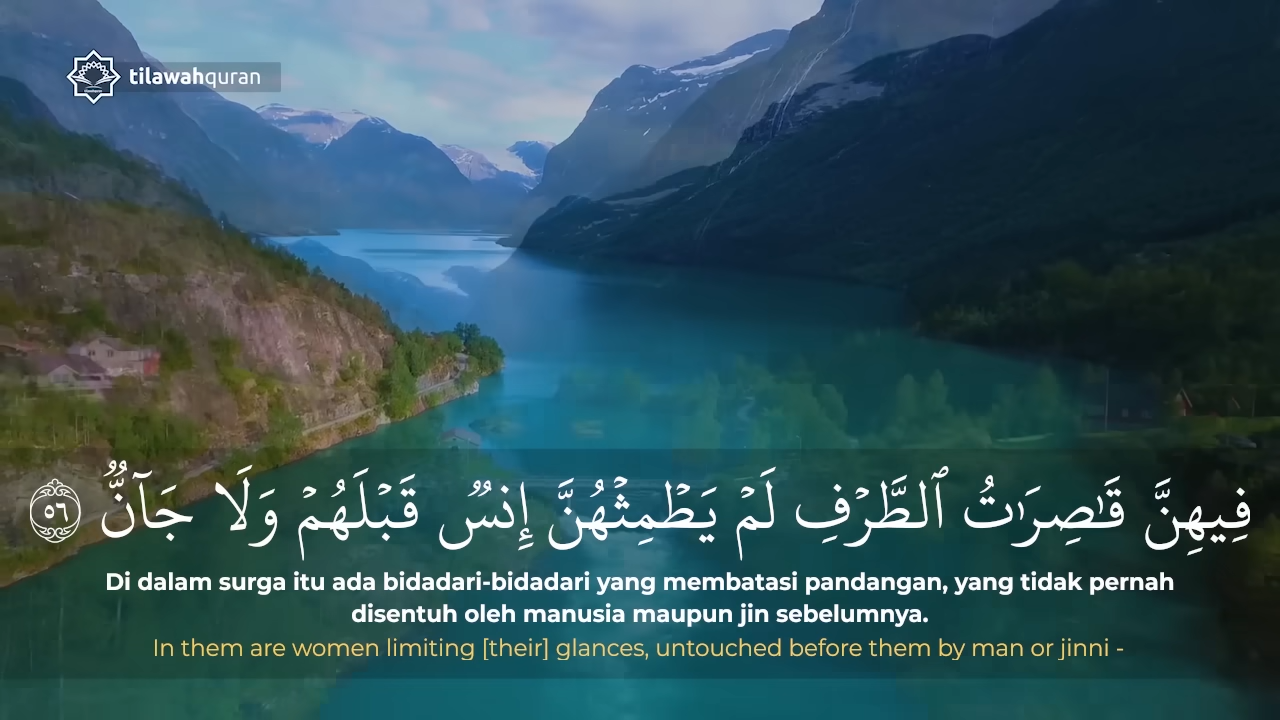 tilawahquran
فِيهِنَّ قَٰصِرَٰتُ ٱلطَّرْفِ لَمْ يَطْمِثْهُنَّ إِنسٌ قَبْلَهُمْ وَلَا جَآنٌّ ٥٦
Di dalam surga itu ada bidadari-bidadari yang membatasi pandangan, yang tidak pernah
disentuh oleh manusia maupun jin sebelumnya.
In them are women limiting [their] glances, untouched before them by man or jinni -